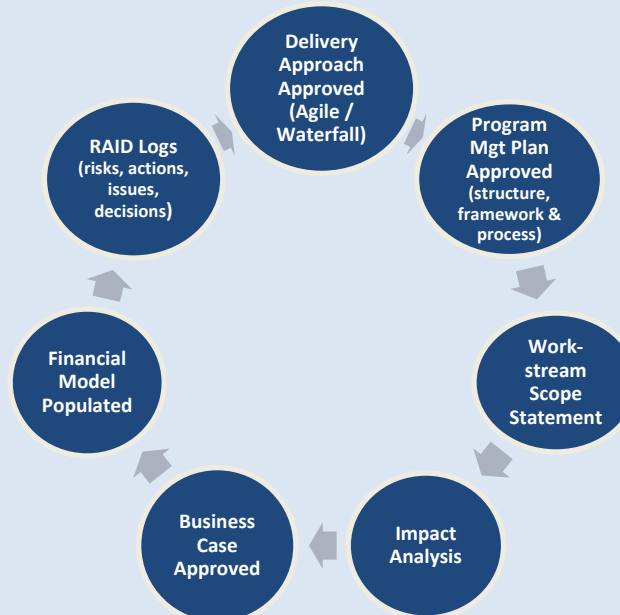 Delivery
Approach
Approved
(Agile /
Waterfall)
Program
Mgt Plan
Approved
(structure,
framework &
process)
Work-
stream
Scope
Statement
Impact
Analysis
Business
Case
Approved
Financial
Model
Populated
RAID Logs
(risks, actions,
issues,
decisions)